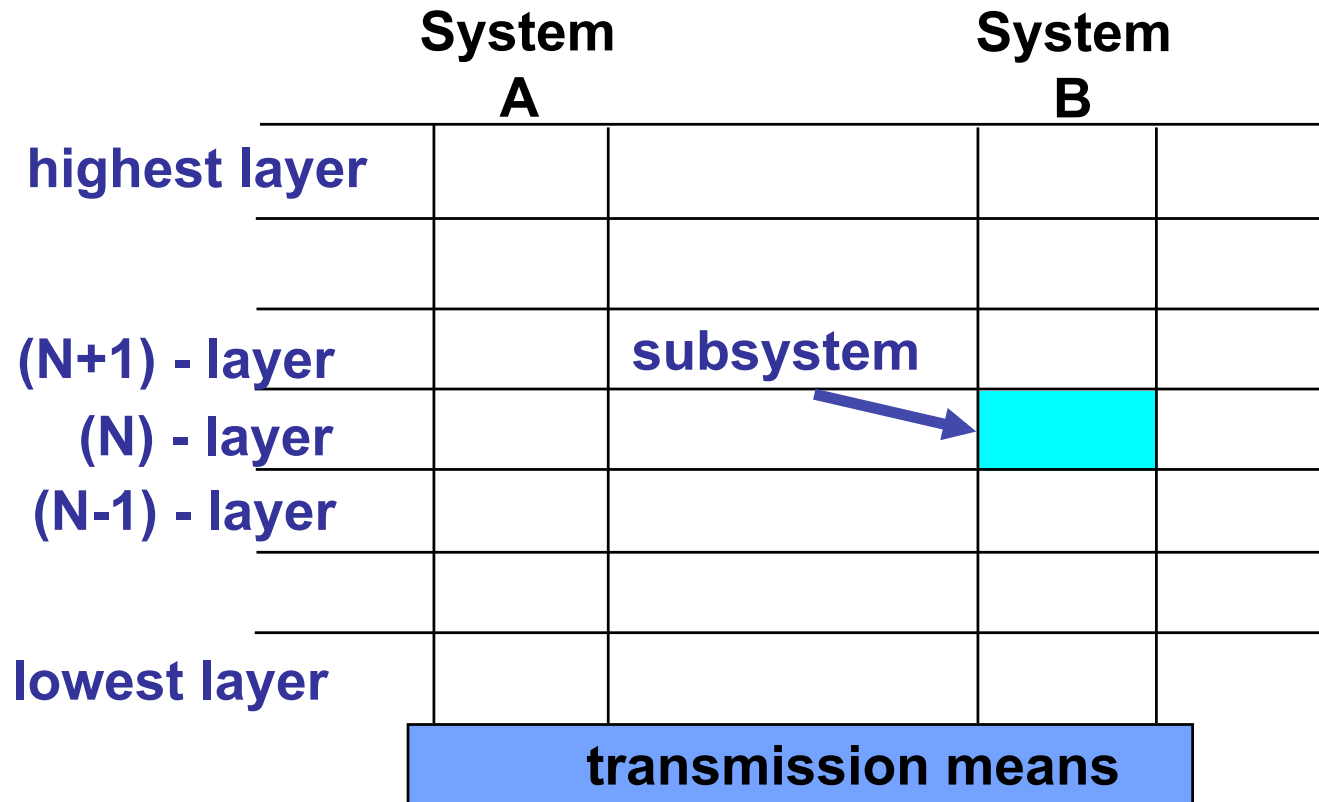 System
A
System
B
highest layer
(N+1) - layer
subsystem
(N) - layer
(N-1) - layer
lowest layer
transmission means